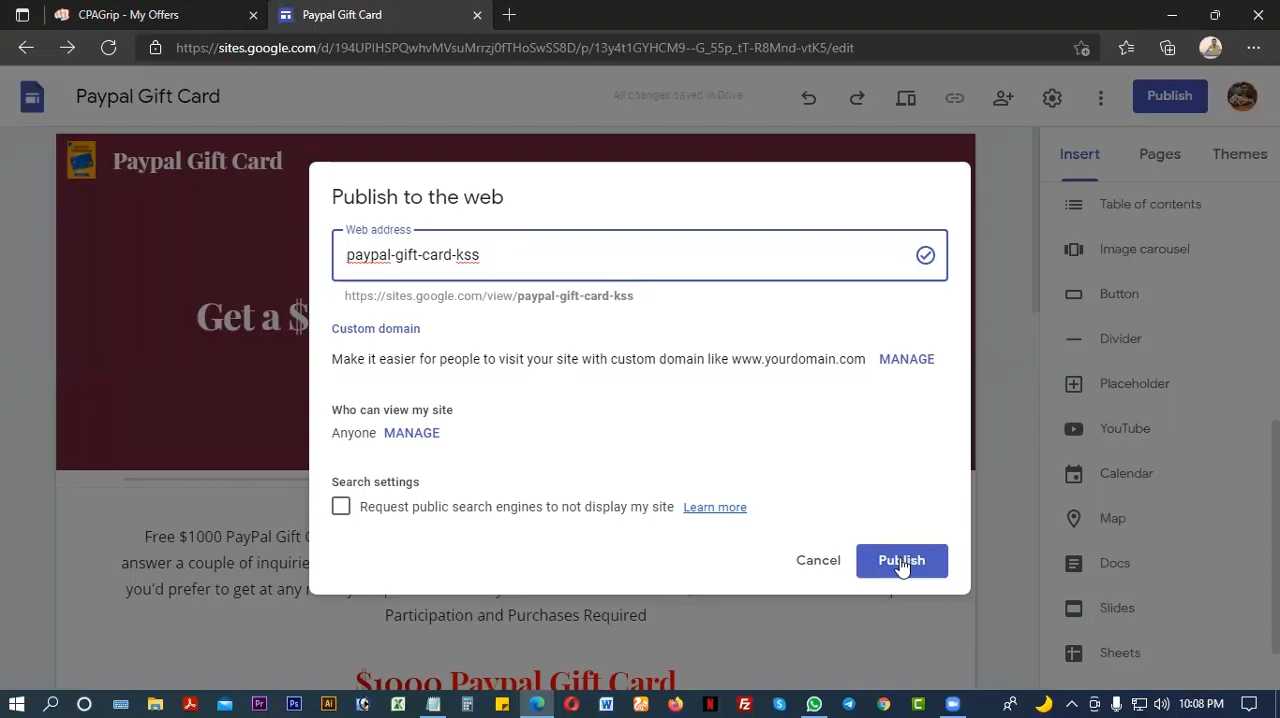 CPAGrip - My Offers
Paypal Gift Card
https://sites.google.com/d/194UPIHSPQwhvMVsuMrrzj0fTHoSwSS8D/p/13y4t1GYHCM9--G_55p_tT-R8Mnd-vtK5/edit
Paypal Gift Card
All changes saved in Drive
Publish
Paypal Gift Card
Get a $
Free $1000 PayPal Gift
answer a couple of inquiries
you'd prefer to get at any
Participation and Purchases Required
$1000 Paypal Gift Card
Publish to the web
Web address
paypal-gift-card-kss
https://sites.google.com/view/paypal-gift-card-kss
Custom domain
Make it easier for people to visit your site with custom domain like www.yourdomain.com MANAGE
Who can view my site
Anyone MANAGE
Search settings
Request public search engines to not display my site Learn more
Cancel Publish
Insert Pages Themes
Table of contents
Image carousel
Button
Divider
Placeholder
YouTube
Calendar
Map
Docs
Slides
Sheets
10:08 PM